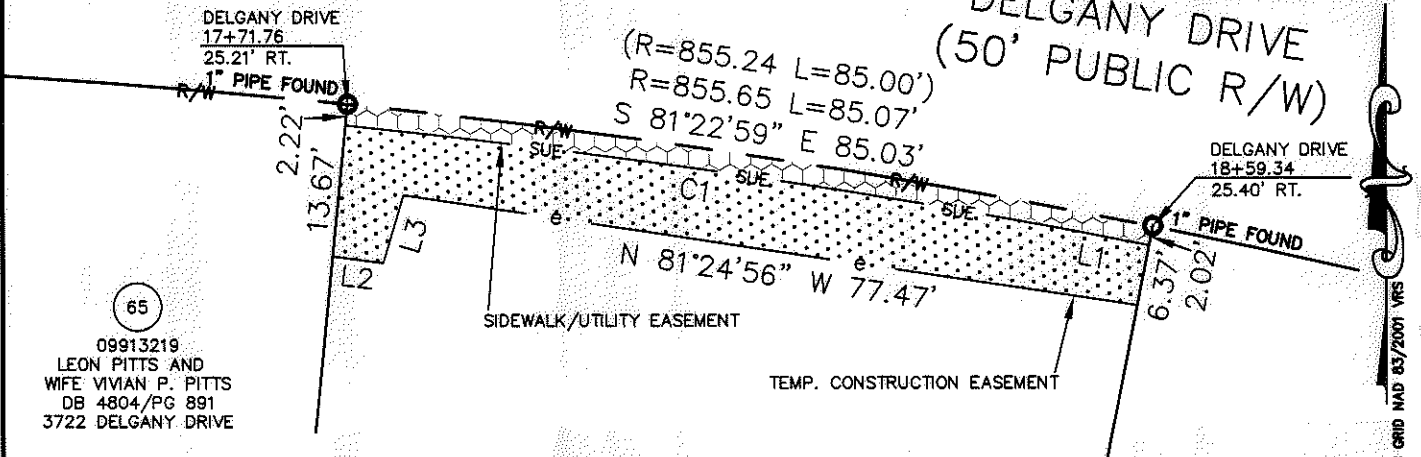 DELGANY DRIVE
17+71.76
25.21' RT.
1" PIPE FOUND
R/W
DELGANY DRIVE
(50' PUBLIC R/W)
(R=855.24 L=85.00')
R=855.65 L=85.07'
S 81°22'59" E 85.03'
R/W
SUE
SUE
R/W
SUE
C1
L1
2.22'
13.67'
L2
L3
e
e
N 81°24'56" W 77.47'
DELGANY DRIVE
18+59.34
25.40' RT.
1" PIPE FOUND
6.37'
2.02'
SIDEWALK/UTILITY EASEMENT
TEMP. CONSTRUCTION EASEMENT
65
09913219
LEON PITTS AND
WIFE VIVIAN P. PITTS
DB 4804/PG 891
3722 DELGANY DRIVE
GRID NAD 83/2001 VRS